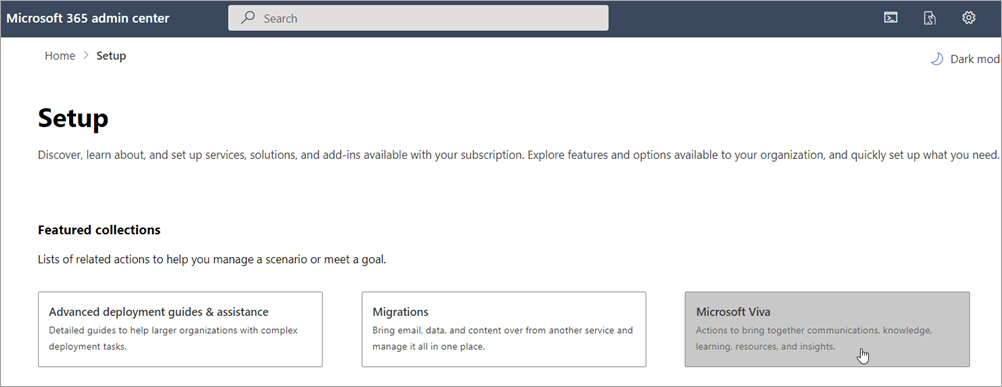 Microsoft 365 admin center
Search
Home > Setup
Dark mod
Setup
Discover, learn about, and set up services, solutions, and add-ins available with your subscription. Explore features and options available to your organization, and quickly set up what you need.
Featured collections
Lists of related actions to help you manage a scenario or meet a goal.
Advanced deployment guides & assistance
Detailed guides to help larger organizations with complex
deployment tasks.
Migrations
Bring email, data, and content over from another service and
manage it all in one place.
Microsoft Viva
Actions to bring together communications, knowledge,
learning, resources, and insights.